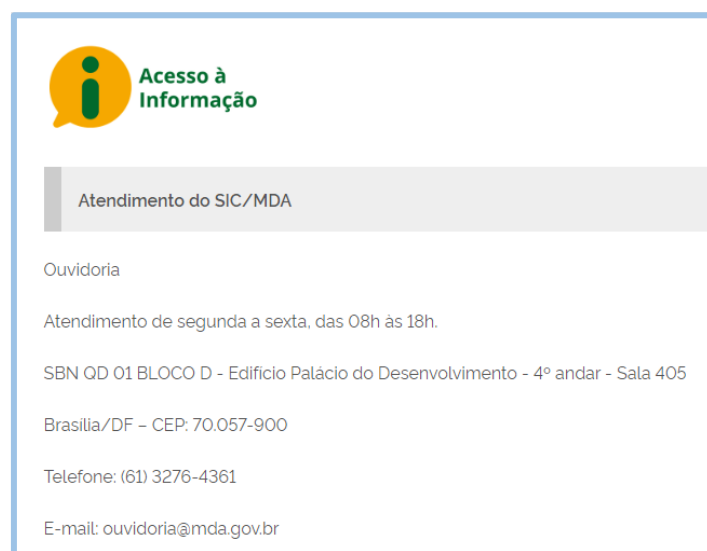 Acesso à
Informação
Atendimento do SIC/MDA
Ouvidoria
Atendimento de segunda a sexta, das 08h às 18h.
SBN QD 01 BLOCO D - Edifício Palácio do Desenvolvimento - 4º andar - Sala 405
Brasília/DF – CEP: 70.057-900
Telefone: (61) 3276-4361
E-mail: ouvidoria@mda.gov.br